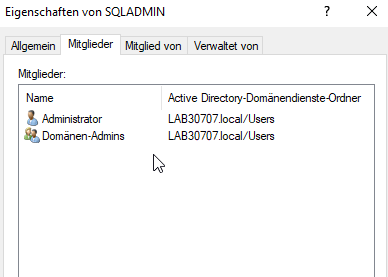 Eigenschaften von SQLADMIN
Allgemein Mitglieder Mitglied von Verwaltet von
Mitglieder:
Name Active Directory-Domänendienste-Ordner
Administrator LAB30707.local/Users
Domänen-Admins LAB30707.local/Users